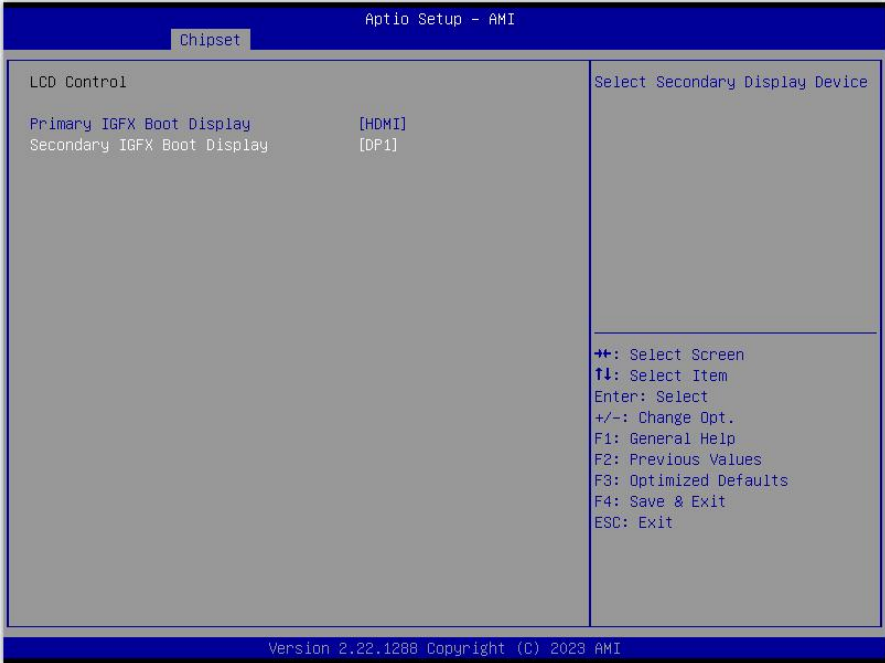 Aptio Setup – AMI
Chipset
LCD Control
Primary IGFX Boot Display [HDMI]
Secondary IGFX Boot Display [DP1]
Select Secondary Display Device
→←: Select Screen
↑↓: Select Item
Enter: Select
+/-: Change Opt.
F1: General Help
F2: Previous Values
F3: Optimized Defaults
F4: Save & Exit
ESC: Exit
Version 2.22.1288 Copyright (C) 2023 AMI